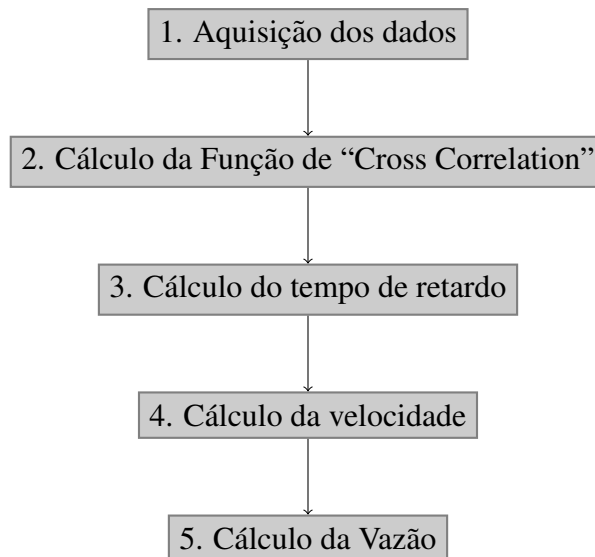 1. Aquisição dos dados
2. Cálculo da Função de “Cross Correlation”
3. Cálculo do tempo de retardo
4. Cálculo da velocidade
5. Cálculo da Vazão